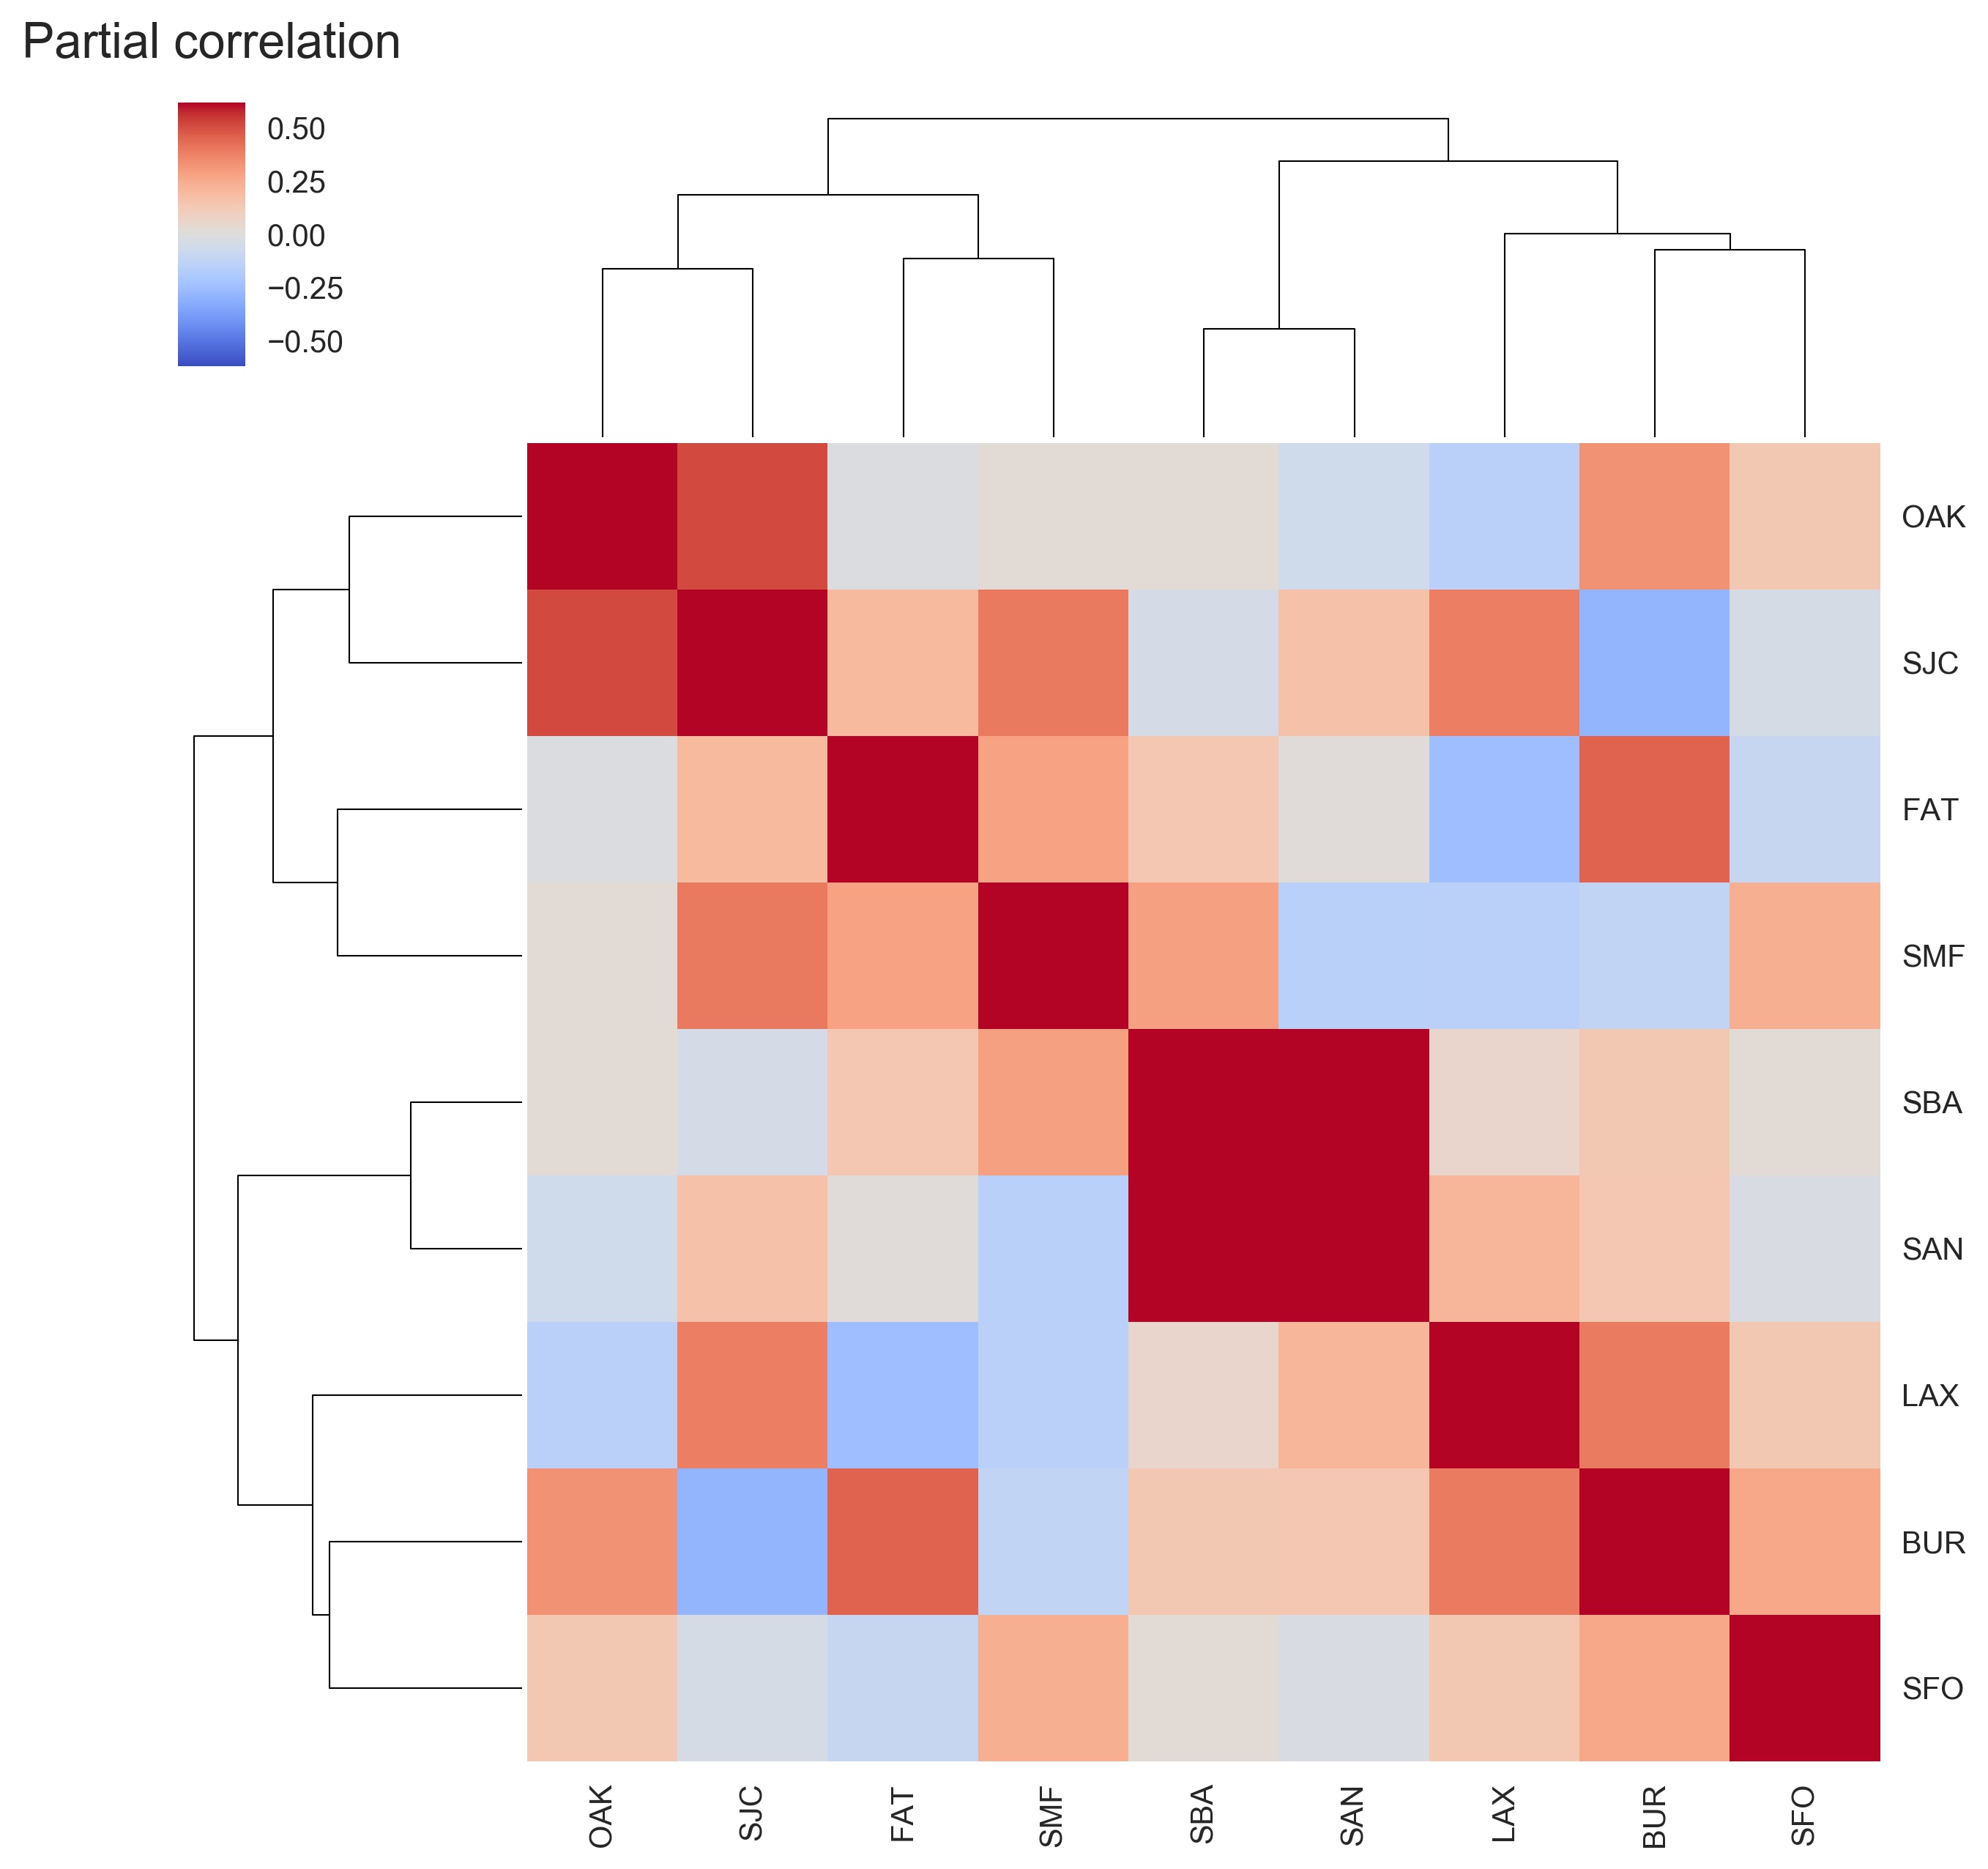 Partial correlation
0.50
0.25
0.00
−0.25
−0.50
OAK
SJC
FAT
SMF
SBA
SAN
LAX
BUR
SFO
OAK SJC FAT SMF SBA SAN LAX BUR SFO